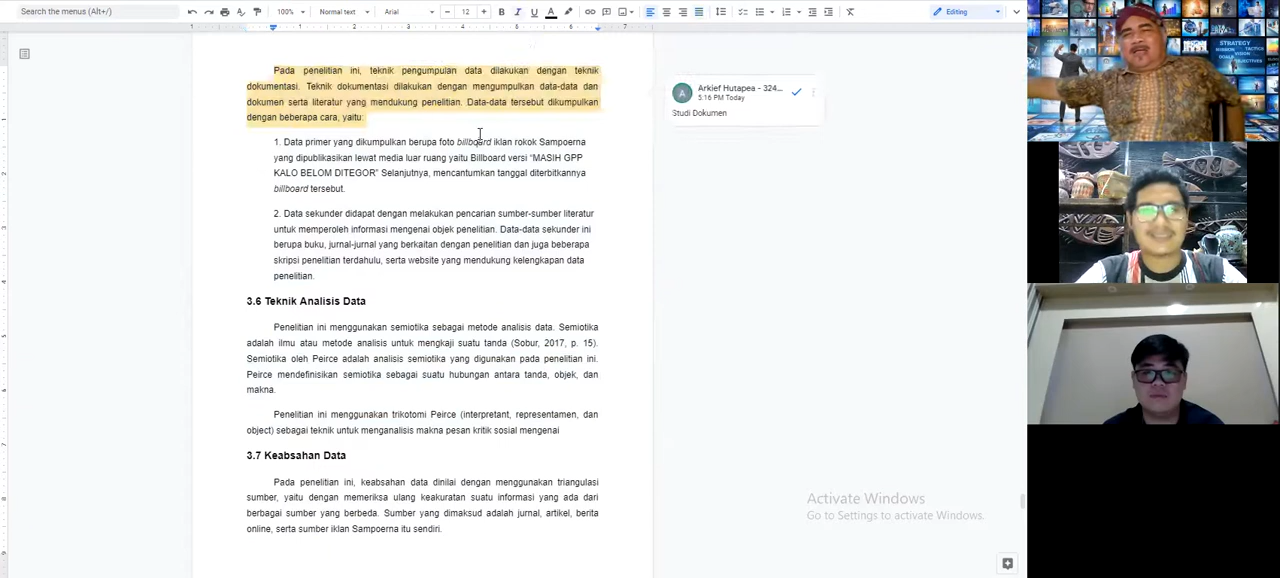 Search the menus (Alt+/)
100%
Normal text
Arial
12
B I U A
Editing
Pada penelitian ini, teknik pengumpulan data dilakukan dengan teknik
dokumentasi. Teknik dokumentasi dilakukan dengan mengumpulkan data-data dan
dokumen serta literatur yang mendukung penelitian. Data-data tersebut dikumpulkan
dengan beberapa cara, yaitu:
1. Data primer yang dikumpulkan berupa foto billboard iklan rokok Sampoerna
yang dipublikasikan lewat media luar ruang yaitu Billboard versi “MASIH GPP
KALO BELOM DITEGOR” Selanjutnya, mencantumkan tanggal diterbitkannya
billboard tersebut.
2. Data sekunder didapat dengan melakukan pencarian sumber-sumber literatur
untuk memperoleh informasi mengenai objek penelitian. Data-data sekunder ini
berupa buku, jurnal-jurnal yang berkaitan dengan penelitian dan juga beberapa
skripsi penelitian terdahulu, serta website yang mendukung kelengkapan data
penelitian.
3.6 Teknik Analisis Data
Penelitian ini menggunakan semiotika sebagai metode analisis data. Semiotika
adalah ilmu atau metode analisis untuk mengkaji suatu tanda (Sobur, 2017, p. 15).
Semiotika oleh Peirce adalah analisis semiotika yang digunakan pada penelitian ini.
Peirce mendefinisikan semiotika sebagai suatu hubungan antara tanda, objek, dan
makna.
Penelitian ini menggunakan trikotomi Peirce (interpretant, representamen, dan
object) sebagai teknik untuk menganalisis makna pesan kritik sosial mengenai
3.7 Keabsahan Data
Pada penelitian ini, keabsahan data dinilai dengan menggunakan triangulasi
sumber, yaitu dengan memeriksa ulang keakuratan suatu informasi yang ada dari
berbagai sumber yang berbeda. Sumber yang dimaksud adalah jurnal, artikel, berita
online, serta sumber iklan Sampoerna itu sendiri.
A
Arkief Hutapea - 324...
5:16 PM Today
Studi Dokumen
Activate Windows
Go to Settings to activate Windows.
STRATEGY
MISSION
TACTICS
VISION
GOALS
OBJECTIVES